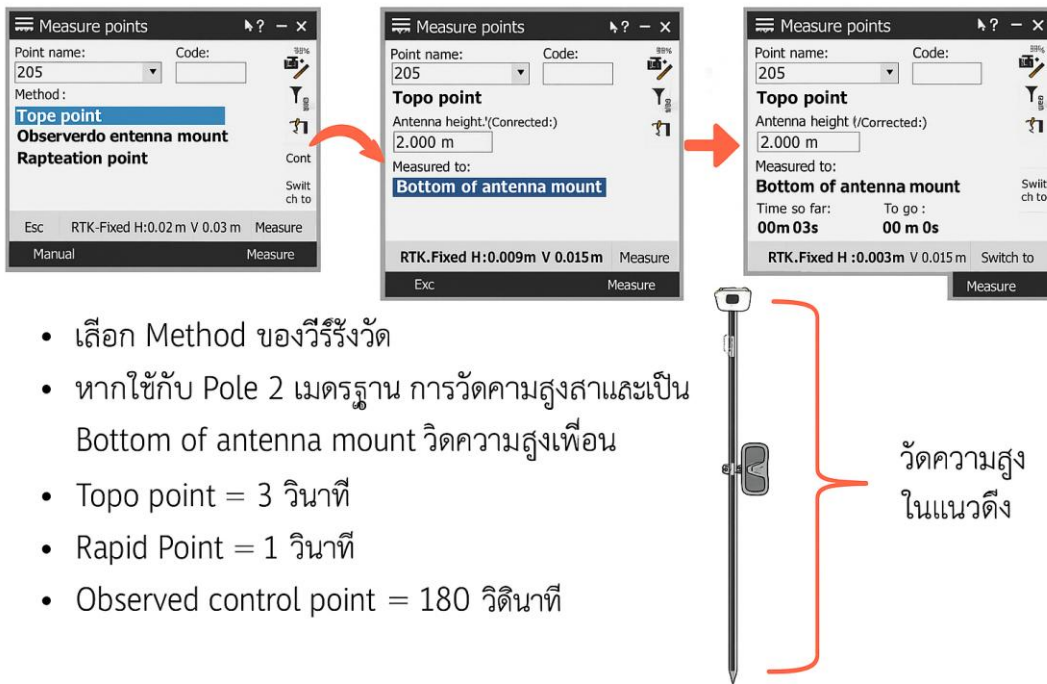 Measure points
Point name:
Code:
205
Method :
Tope point
Observerdo entenna mount
Rapteation point
Cont
Swiit
ch to
Esc RTK-Fixed H:0.02 m V 0.03 m Measure
Manual Measure
Measure points
Point name:
Code:
205
Topo point
Antenna height.'(Conrected:)
2.000 m
Measured to:
Bottom of antenna mount
RTK.Fixed H:0.009m V 0.015m Measure
Exc Measure
Measure points
Point name:
Code:
205
Topo point
Antenna height (/Corrected:)
2.000 m
Measured to:
Bottom of antenna mount
Time so far: To go :
00m 03s 00 m 0s
Swiit
ch to
RTK.Fixed H :0.003m V 0.015 m Switch to
Measure
• เลือก Method ของวีรีรังวัด
• หากใช้กับ Pole 2 เมดรฐาน การวัดคามสูงสาและเป็น
Bottom of antenna mount วิดความสูงเพื่อน
• Topo point = 3 วินาที
• Rapid Point = 1 วินาที
• Observed control point = 180 วิดินาที
วัดความสูง
ในแนวดึง